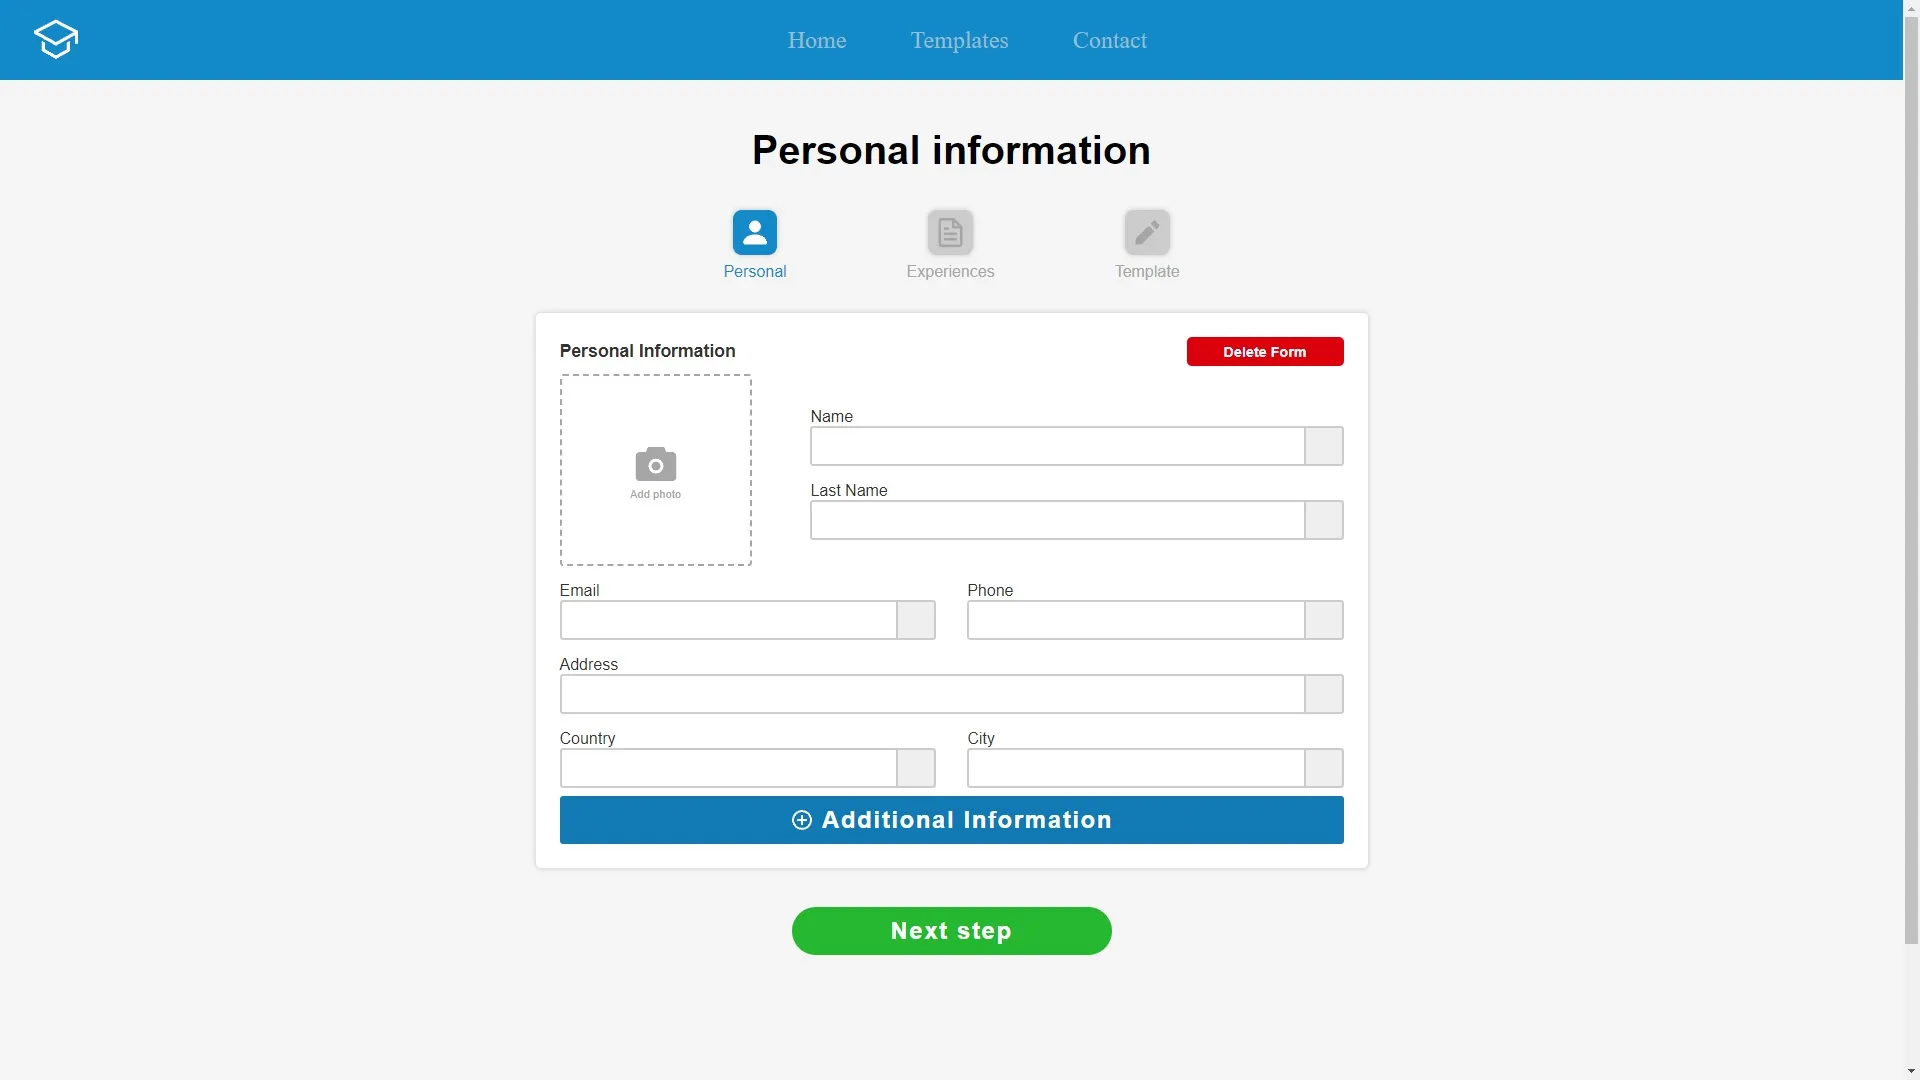 Home Templates Contact
Personal information
Personal Experiences Template
Personal Information
Delete Form
Add photo
Name
Last Name
Email Phone
Address
Country City
Additional Information
Next step